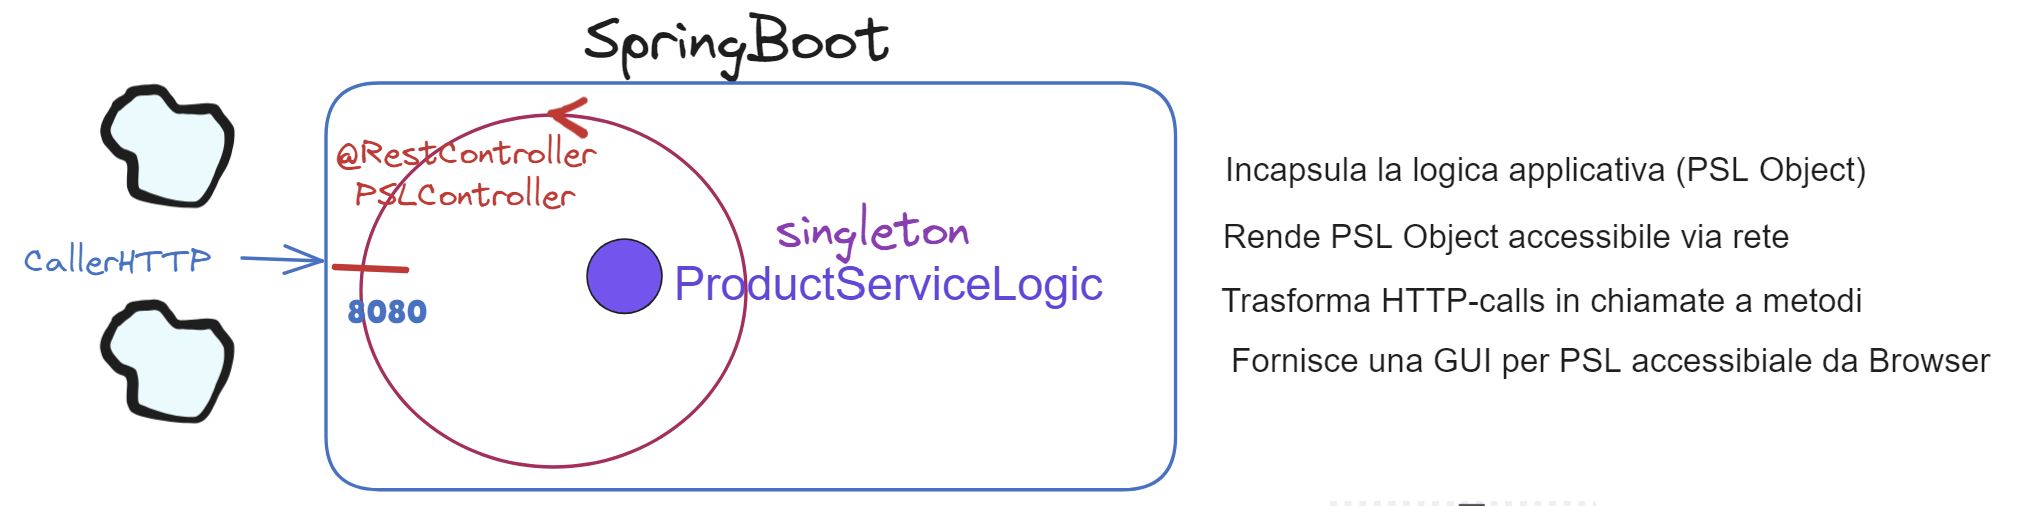 SpringBoot
@RestController
PSLController
CallerHTTP
8080
singleton
ProductServiceLogic
Incapsula la logica applicativa (PSL Object)
Rende PSL Object accessibile via rete
Trasforma HTTP-calls in chiamate a metodi
Fornisce una GUI per PSL accessibiale da Browser